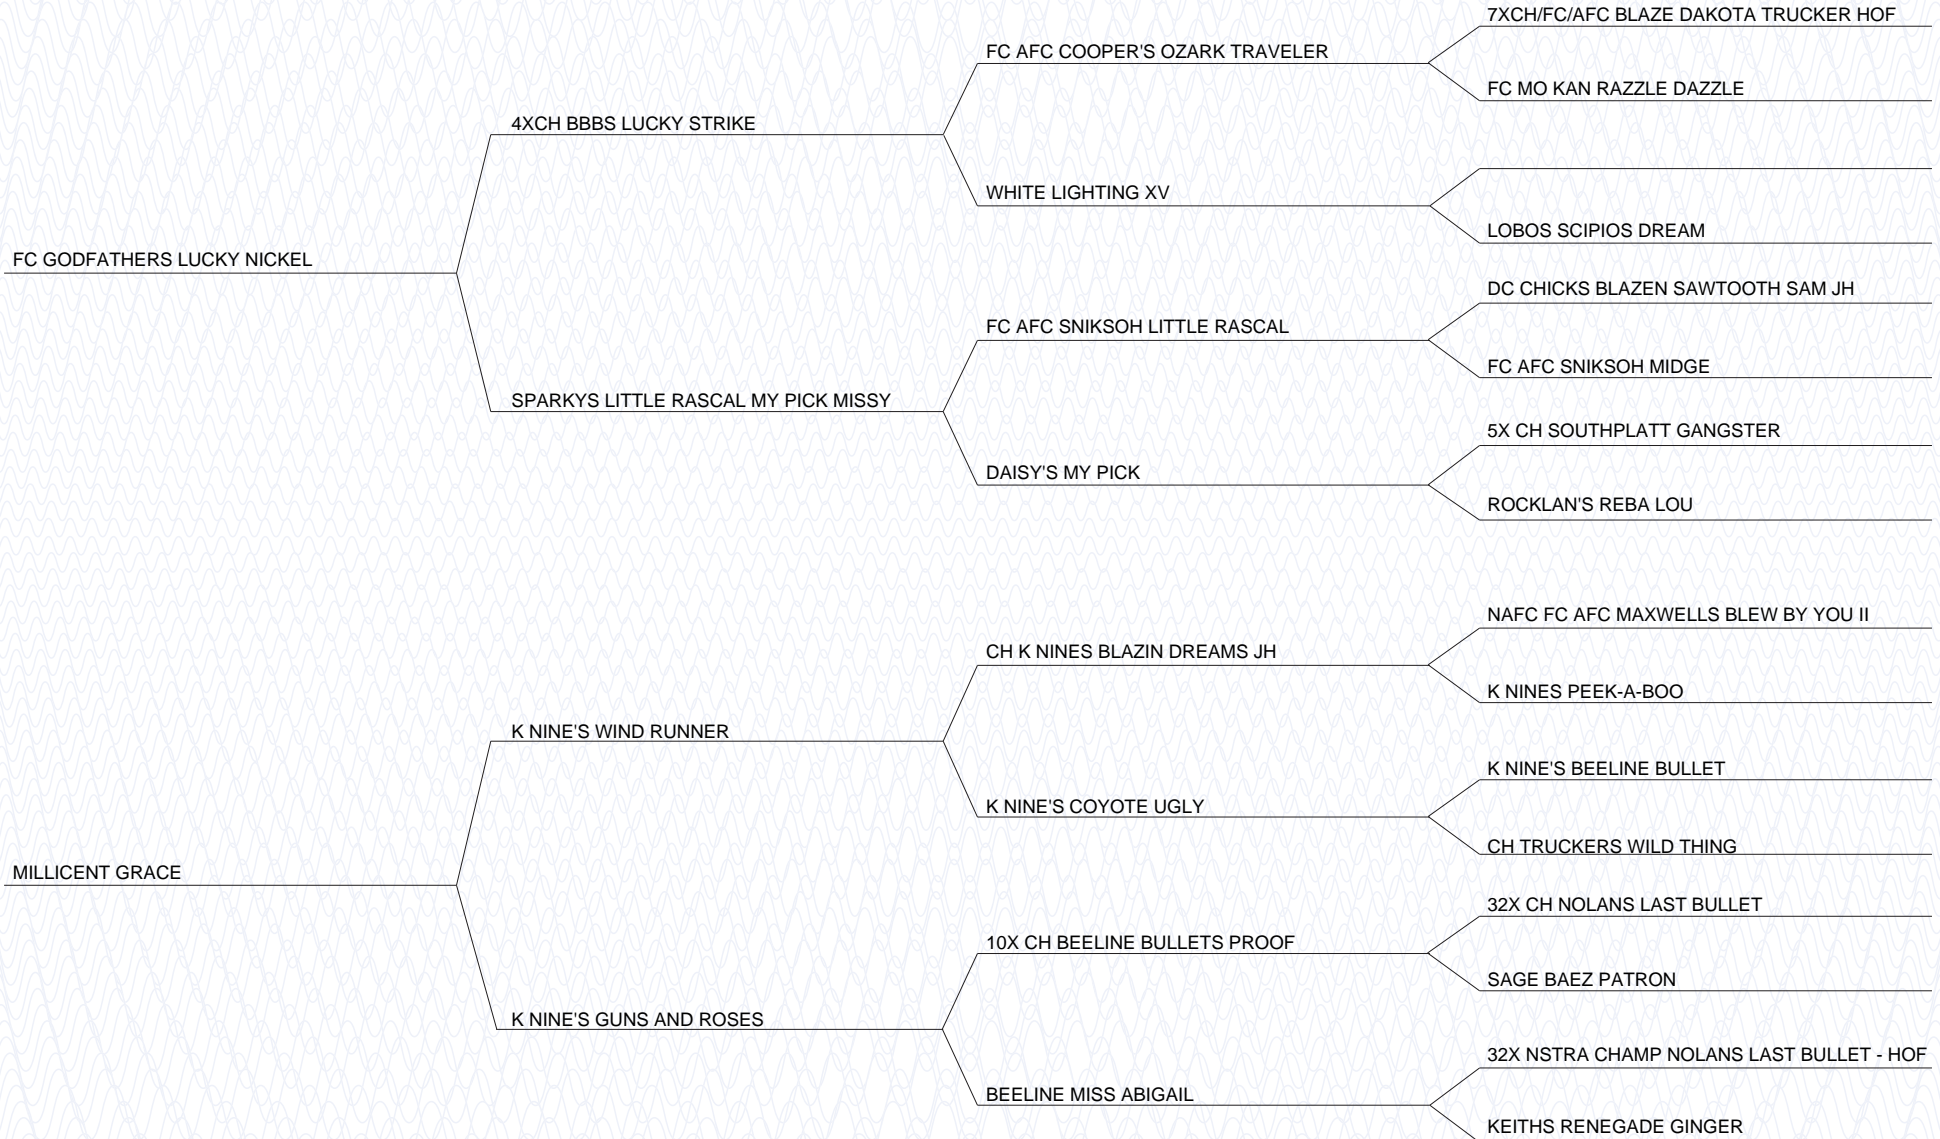 7XCH/FC/AFC BLAZE DAKOTA TRUCKER HOF
FC AFC COOPER'S OZARK TRAVELER
FC MO KAN RAZZLE DAZZLE
4XCH BBBS LUCKY STRIKE
WHITE LIGHTING XV
LOBOS SCIPIOS DREAM
FC GODFATHERS LUCKY NICKEL
DC CHICKS BLAZEN SAWTOOTH SAM JH
FC AFC SNIKSOH LITTLE RASCAL
FC AFC SNIKSOH MIDGE
SPARKYS LITTLE RASCAL MY PICK MISSY
5X CH SOUTHPLATT GANGSTER
DAISY'S MY PICK
ROCKLAN'S REBA LOU
NAFC FC AFC MAXWELLS BLEW BY YOU II
CH K NINES BLAZIN DREAMS JH
K NINES PEEK-A-BOO
K NINE'S WIND RUNNER
K NINE'S BEELINE BULLET
K NINE'S COYOTE UGLY
CH TRUCKERS WILD THING
MILLICENT GRACE
32X CH NOLANS LAST BULLET
10X CH BEELINE BULLETS PROOF
SAGE BAEZ PATRON
K NINE'S GUNS AND ROSES
32X NSTRA CHAMP NOLANS LAST BULLET - HOF
BEELINE MISS ABIGAIL
KEITHS RENEGADE GINGER